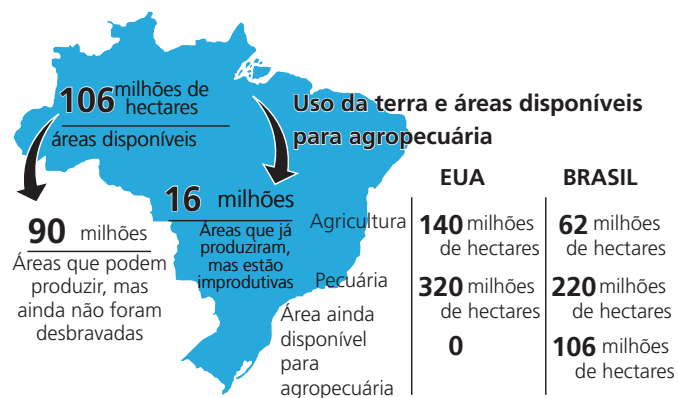 106 milhões de
hectares
áreas disponíveis
90 milhões
Áreas que podem
produzir, mas
ainda não foram
desbravadas
16 milhões
Áreas que já
produziram,
mas estão
improdutivas
Uso da terra e áreas disponíveis
para agropecuária
EUA BRASIL
Agricultura 140 milhões 62 milhões
de hectares de hectares
Pecuária 320 milhões 220 milhões
de hectares de hectares
Área ainda
disponível
para
agropecuária
0 106 milhões
de hectares